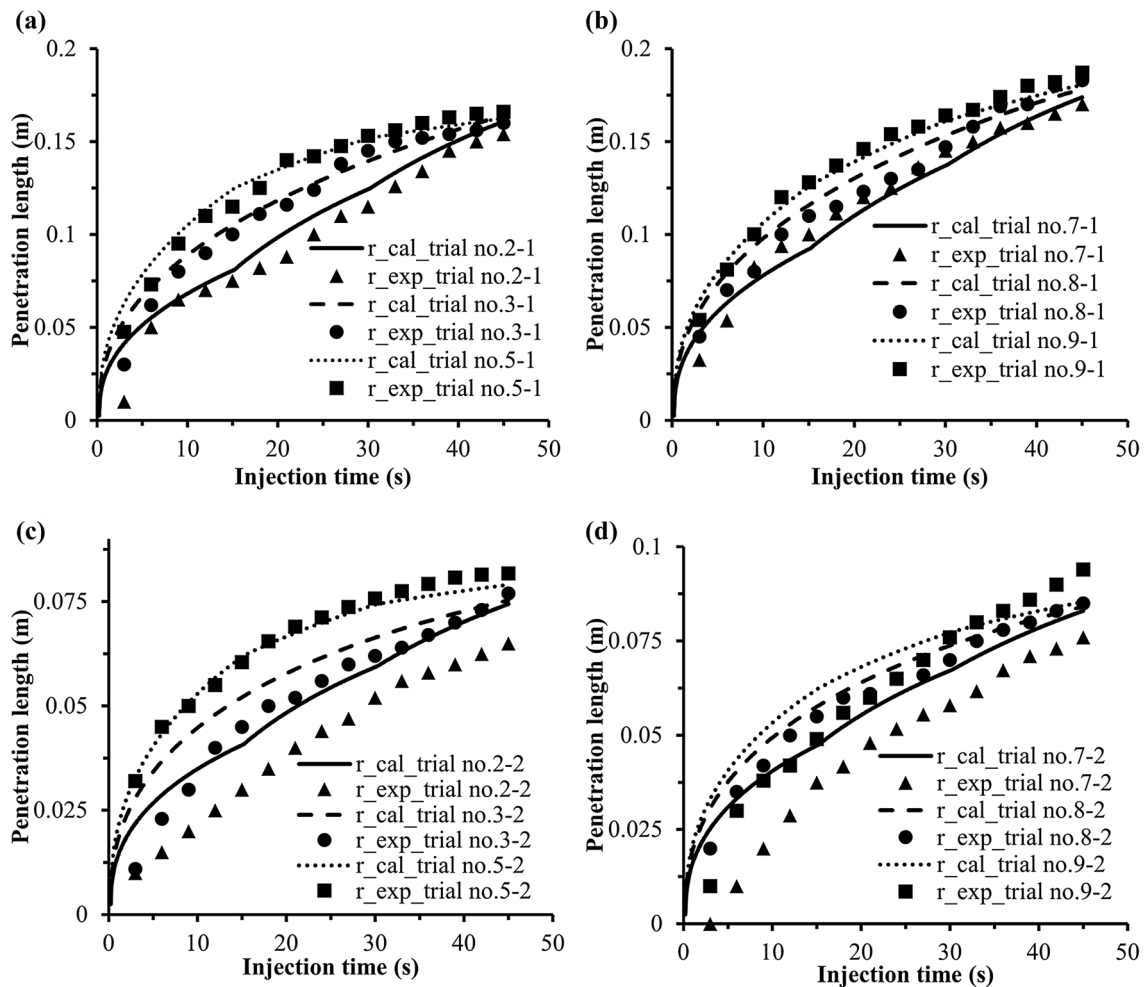 (a)
0.2
0.15
0.1
0.05
0
Penetration length (m)
r_cal_trial no.2-1
r_exp_trial no.2-1
r_cal_trial no.3-1
r_exp_trial no.3-1
r_cal_trial no.5-1
r_exp_trial no.5-1
0 10 20 30 40 50
Injection time (s)
(b)
0.2
0.15
0.1
0.05
0
Penetration length (m)
r_cal_trial no.7-1
r_exp_trial no.7-1
r_cal_trial no.8-1
r_exp_trial no.8-1
r_cal_trial no.9-1
r_exp_trial no.9-1
0 10 20 30 40 50
Injection time (s)
(c)
0.075
0.05
0.025
0
Penetration length (m)
r_cal_trial no.2-2
r_exp_trial no.2-2
r_cal_trial no.3-2
r_exp_trial no.3-2
r_cal_trial no.5-2
r_exp_trial no.5-2
0 10 20 30 40 50
Injection time (s)
(d)
0.1
0.075
0.05
0.025
0
Penetration length (m)
r_cal_trial no.7-2
r_exp_trial no.7-2
r_cal_trial no.8-2
r_exp_trial no.8-2
r_cal_trial no.9-2
r_exp_trial no.9-2
0 10 20 30 40 50
Injection time (s)